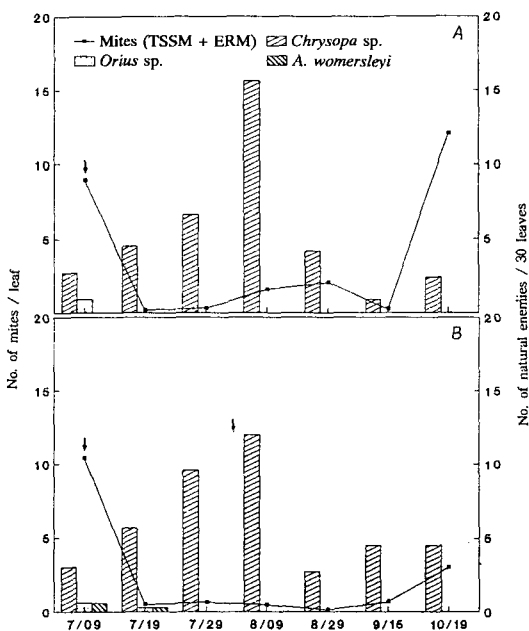 20
15
10
5
20
15
10
5
Mites (TSSM + ERM)
Chrysopa sp.
Orius sp.
A. womersleyi
A
No. of mites / leaf
No. of natural enemies / 30 leaves
20
15
10
5
0
20
15
10
5
0
B
7/09 7/19 7/29 8/09 8/29 9/15 10/19